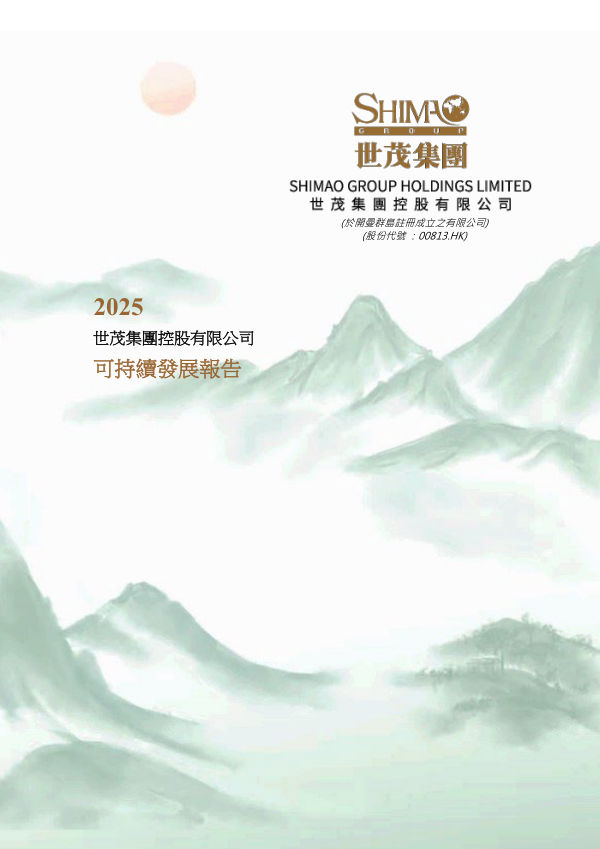 SHIMAO
GROUP
世茂集團
SHIMAO GROUP HOLDINGS LIMITED
世茂集團控股有限公司
(於開曼群島註冊成立之有限公司)
(股份代號 : 00813.HK)
2025
世茂集團控股有限公司
可持續發展報告